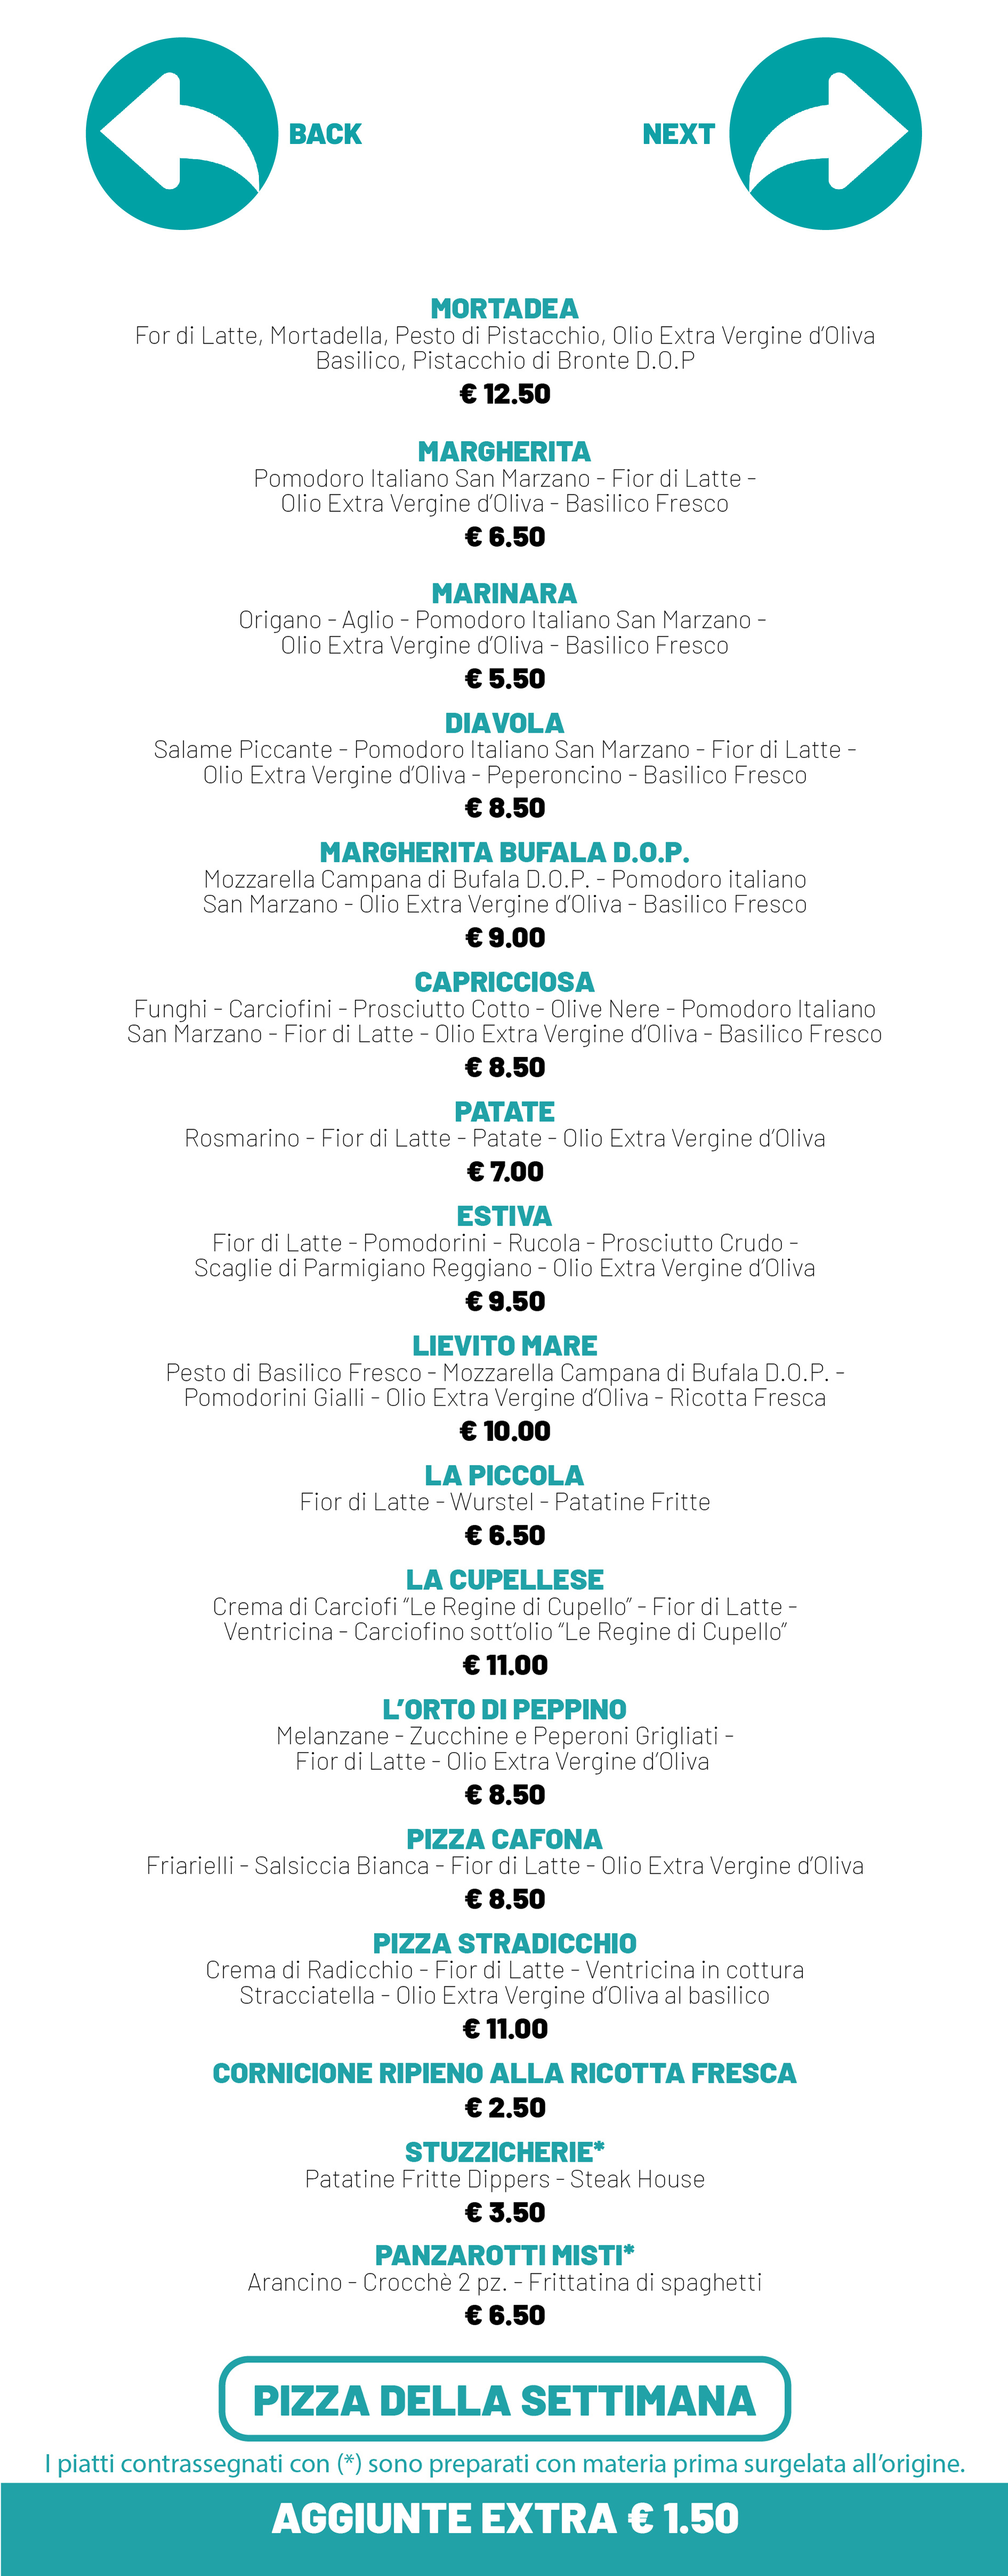 BACK
NEXT
MORTADEA
For di Latte, Mortadella, Pesto di Pistacchio, Olio Extra Vergine d’Oliva
Basilico, Pistacchio di Bronte D.O.P
€ 12.50
MARGHERITA
Pomodoro Italiano San Marzano - Fior di Latte -
Olio Extra Vergine d’Oliva - Basilico Fresco
€ 6.50
MARINARA
Origano - Aglio - Pomodoro Italiano San Marzano -
Olio Extra Vergine d’Oliva - Basilico Fresco
€ 5.50
DIAVOLA
Salame Piccante - Pomodoro Italiano San Marzano - Fior di Latte -
Olio Extra Vergine d’Oliva - Peperoncino - Basilico Fresco
€ 8.50
MARGHERITA BUFALA D.O.P.
Mozzarella Campana di Bufala D.O.P. - Pomodoro italiano
San Marzano - Olio Extra Vergine d’Oliva - Basilico Fresco
€ 9.00
CAPRICCIOSA
Funghi - Carciofini - Prosciutto Cotto - Olive Nere - Pomodoro Italiano
San Marzano - Fior di Latte - Olio Extra Vergine d’Oliva - Basilico Fresco
€ 8.50
PATATE
Rosmarino - Fior di Latte - Patate - Olio Extra Vergine d’Oliva
€ 7.00
ESTIVA
Fior di Latte - Pomodorini - Rucola - Prosciutto Crudo -
Scaglie di Parmigiano Reggiano - Olio Extra Vergine d’Oliva
€ 9.50
LIEVITO MARE
Pesto di Basilico Fresco - Mozzarella Campana di Bufala D.O.P. -
Pomodorini Gialli - Olio Extra Vergine d’Oliva - Ricotta Fresca
€ 10.00
LA PICCOLA
Fior di Latte - Wurstel - Patatine Fritte
€ 6.50
LA CUPELLESE
Crema di Carciofi “Le Regine di Cupello” - Fior di Latte -
Ventricina - Carciofino sott’olio “Le Regine di Cupello”
€ 11.00
L’ORTO DI PEPPINO
Melanzane - Zucchine e Peperoni Grigliati -
Fior di Latte - Olio Extra Vergine d’Oliva
€ 8.50
PIZZA CAFONA
Friarielli - Salsiccia Bianca - Fior di Latte - Olio Extra Vergine d’Oliva
€ 8.50
PIZZA STRADICCHIO
Crema di Radicchio - Fior di Latte - Ventricina in cottura
Stracciatella - Olio Extra Vergine d’Oliva al basilico
€ 11.00
CORNICIONE RIPIENO ALLA RICOTTA FRESCA
€ 2.50
STUZZICHERIE*
Patatine Fritte Dippers - Steak House
€ 3.50
PANZAROTTI MISTI*
Arancino - Crocchè 2 pz. - Frittatina di spaghetti
€ 6.50
PIZZA DELLA SETTIMANA
I piatti contrassegnati con (*) sono preparati con materia prima surgelata all’origine.
AGGIUNTE EXTRA € 1.50